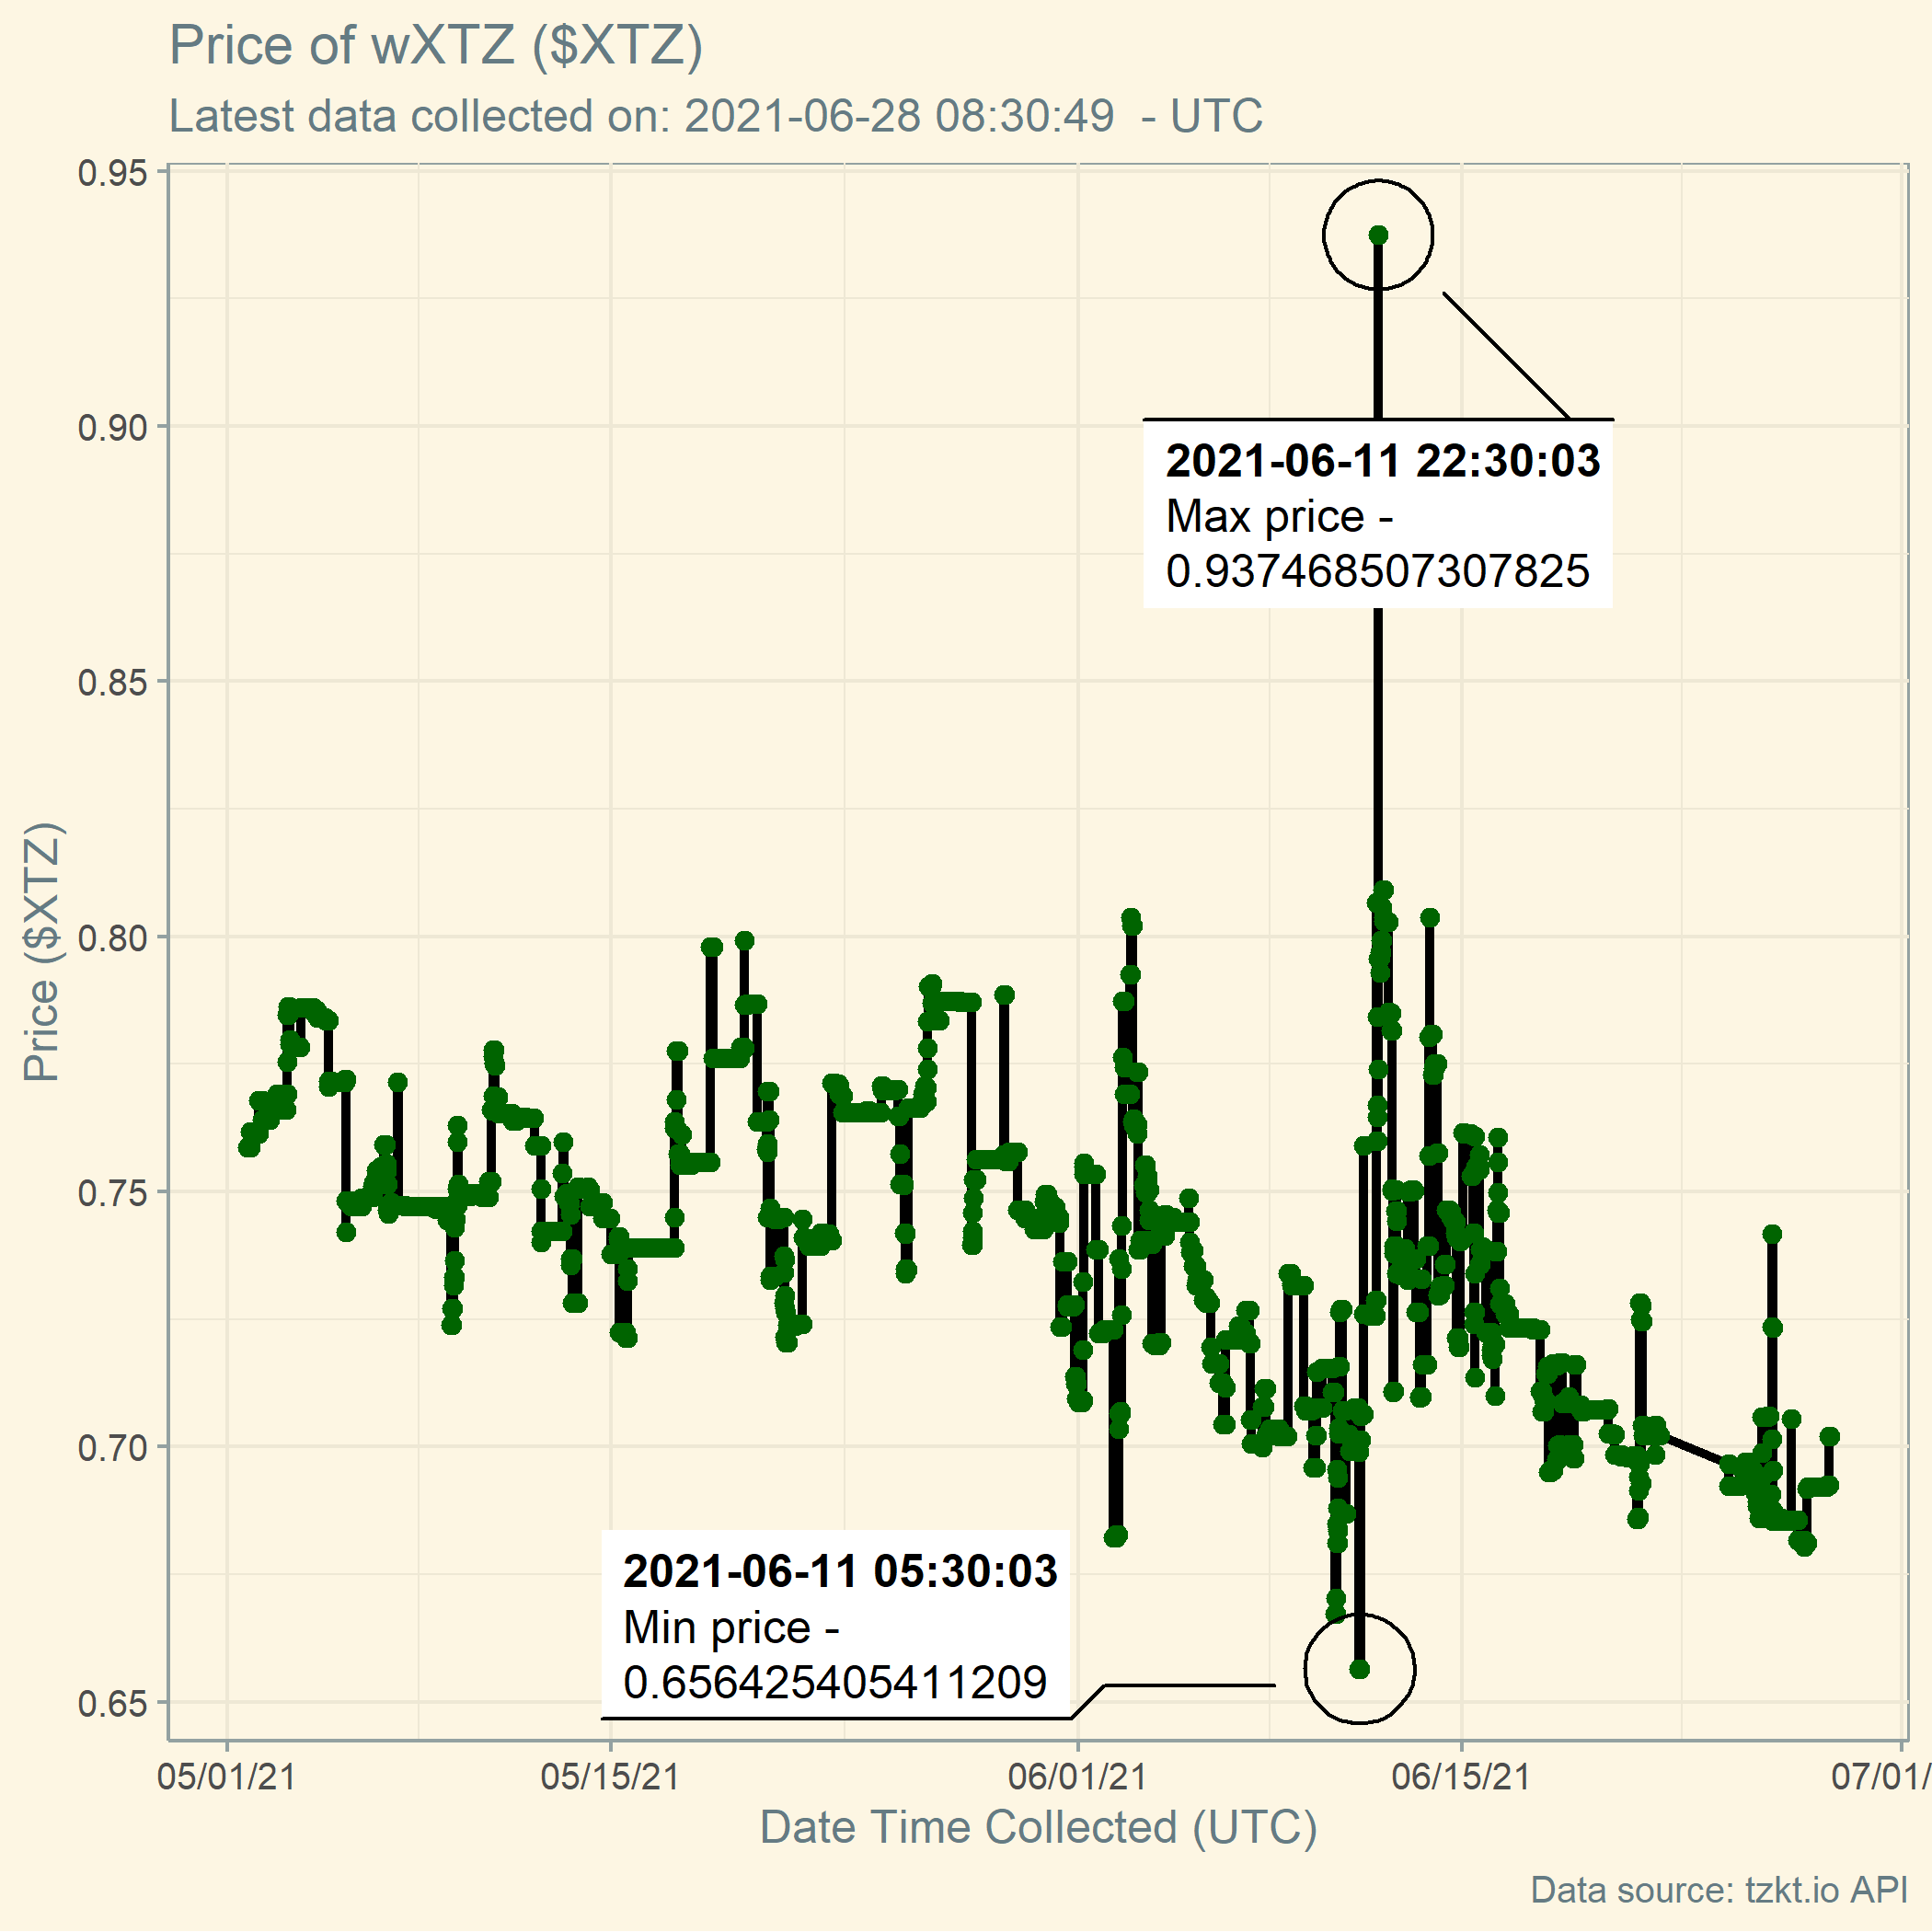 Price of wXTZ ($XTZ)
Latest data collected on: 2021-06-28 08:30:49  - UTC
0.95
0.90
0.85
0.80
0.75
0.70
0.65
Price ($XTZ)
2021-06-11 22:30:03
Max price -
0.937468507307825
2021-06-11 05:30:03
Min price -
0.656425405411209
05/01/21
05/15/21
06/01/21
06/15/21
07/01/
Date Time Collected (UTC)
Data source: tzkt.io API